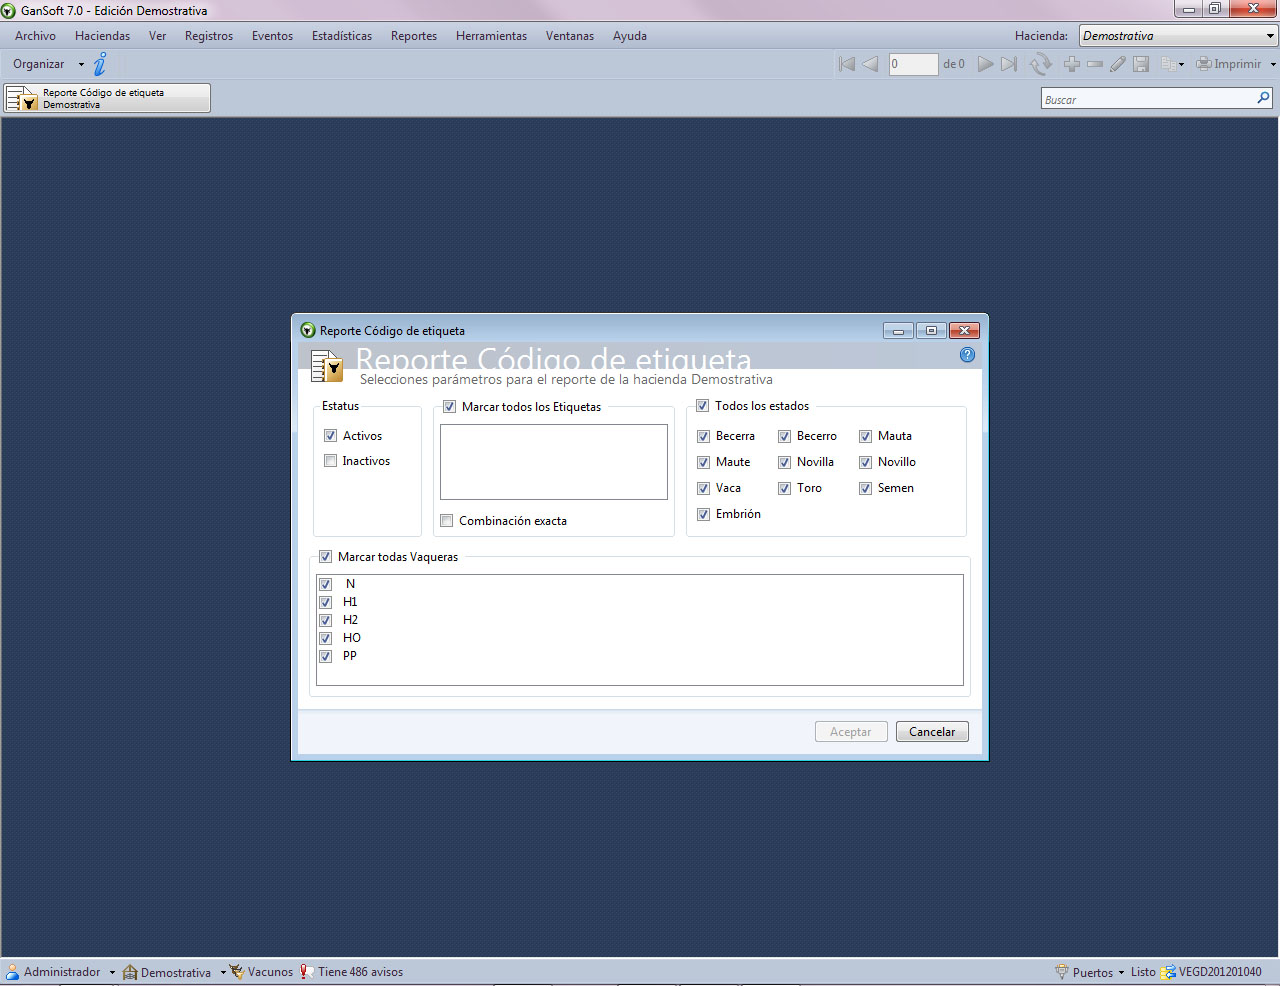 GanSoft 7.0 - Edición Demostrativa
Archivo Haciendas Ver Registros Eventos Estadísticas Reportes Herramientas Ventanas Ayuda Hacienda: Demostrativa
Organizar 0 de 0 Imprimir
Reporte Código de etiqueta
Demostrativa
Buscar
Reporte Código de etiqueta
Reporte Código de etiqueta
Selecciones parámetros para el reporte de la hacienda Demostrativa
Estatus
Activos
Inactivos
Marcar todos los Etiquetas
Combinación exacta
Todos los estados
Becerra Becerro Mauta
Maute Novilla Novillo
Vaca Toro Semen
Embrión
Marcar todas Vaqueras
N
H1
H2
HO
PP
Aceptar Cancelar
Administrador Demostrativa Vacunos Tiene 486 avisos Puertos Listo VEGD201201040